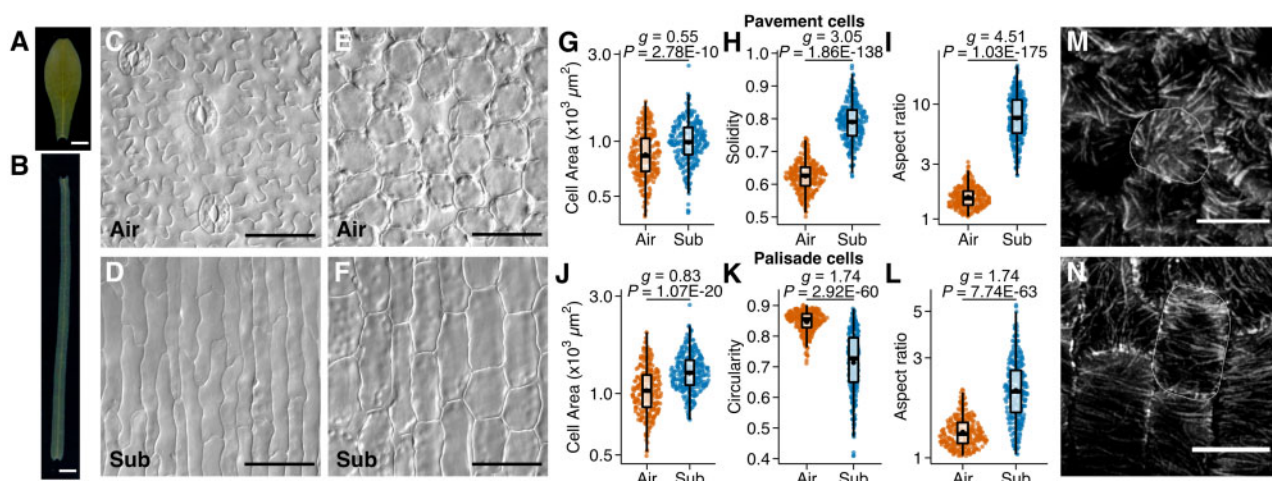 A
B
C
Air
D
Sub
E
Air
F
Sub
Pavement cells
G
g = 0.55
P = 2.78E-10
3.0
1.0
0.5
Cell Area (x10³ μm²)
Air Sub
H
g = 3.05
P = 1.86E-138
1.0
0.9
0.8
0.7
0.6
0.5
Solidity
Air Sub
I
g = 4.51
P = 1.03E-175
10
3
1
Aspect ratio
Air Sub
Palisade cells
J
g = 0.83
P = 1.07E-20
3.0
1.0
0.5
Cell Area (x10³ μm²)
Air Sub
K
g = 1.74
P = 2.92E-60
0.9
0.8
0.7
0.6
0.5
0.4
Circularity
Air Sub
L
g = 1.74
P = 7.74E-63
5
3
1
Aspect ratio
Air Sub
M
N